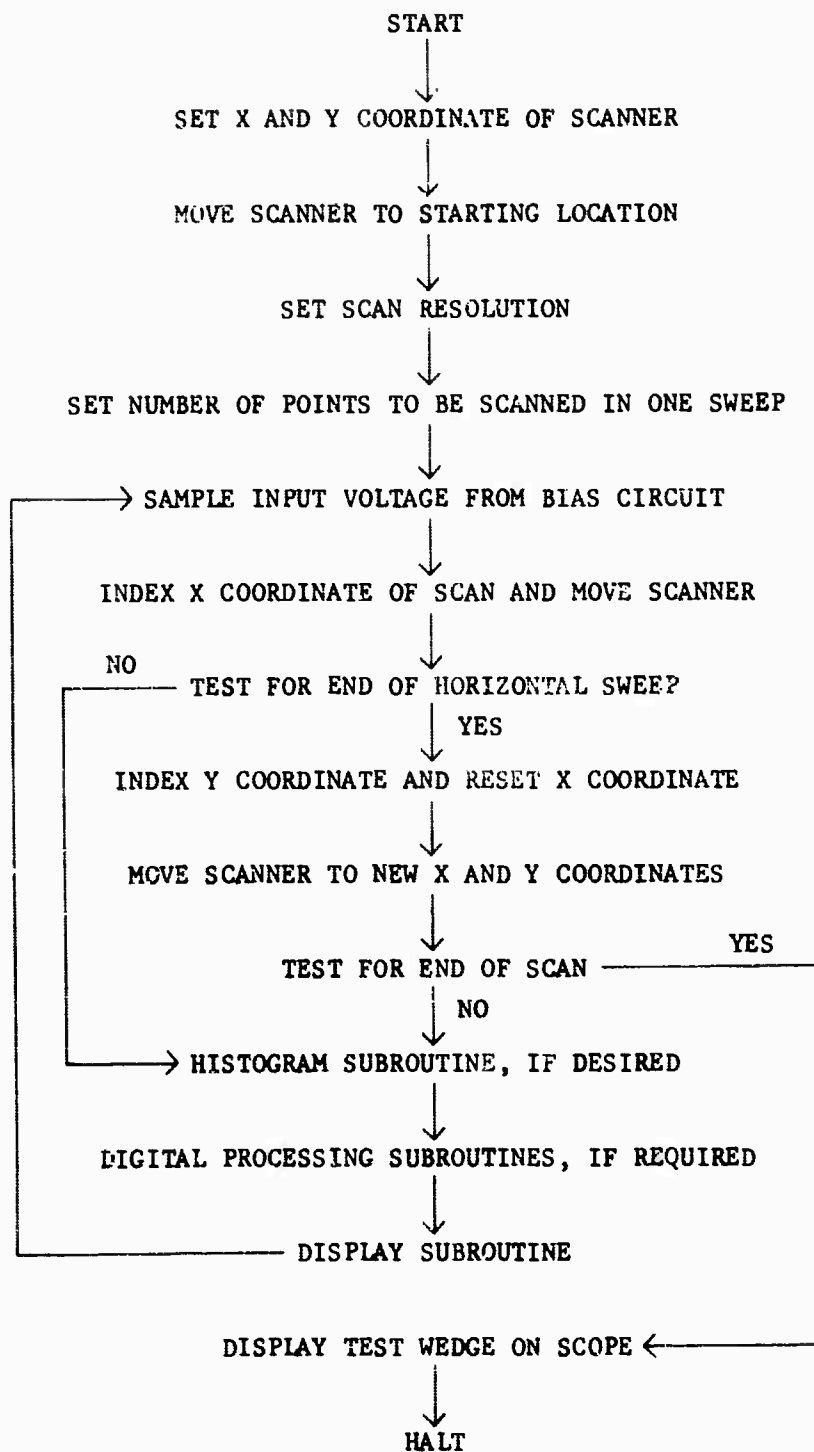 START
SET X AND Y COORDINATE OF SCANNER
MOVE SCANNER TO STARTING LOCATION
SET SCAN RESOLUTION
SET NUMBER OF POINTS TO BE SCANNED IN ONE SWEEP
SAMPLE INPUT VOLTAGE FROM BIAS CIRCUIT
INDEX X COORDINATE OF SCAN AND MOVE SCANNER
NO
TEST FOR END OF HORIZONTAL SWEEP
YES
INDEX Y COORDINATE AND RESET X COORDINATE
MOVE SCANNER TO NEW X AND Y COORDINATES
YES
TEST FOR END OF SCAN
NO
HISTOGRAM SUBROUTINE, IF DESIRED
DIGITAL PROCESSING SUBROUTINES, IF REQUIRED
DISPLAY SUBROUTINE
DISPLAY TEST WEDGE ON SCOPE
HALT